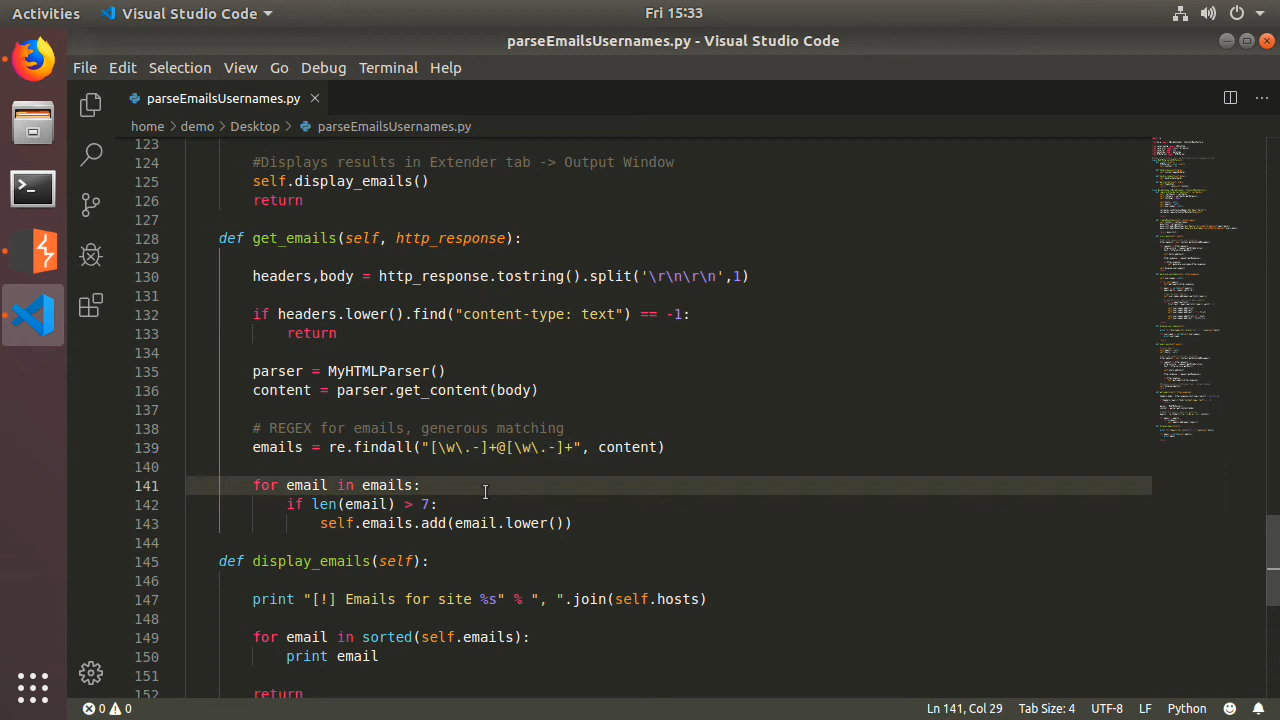 Activities Visual Studio Code Fri 15:33
parseEmailsUsernames.py - Visual Studio Code
File Edit Selection View Go Debug Terminal Help
parseEmailsUsernames.py
home > demo > Desktop > parseEmailsUsernames.py
123
124 #Displays results in Extender tab -> Output Window
125 self.display_emails()
126 return
127
128 def get_emails(self, http_response):
129
130 headers,body = http_response.tostring().split('\r\n\r\n',1)
131
132 if headers.lower().find("content-type: text") == -1:
133 return
134
135 parser = MyHTMLParser()
136 content = parser.get_content(body)
137
138 # REGEX for emails, generous matching
139 emails = re.findall("[\w\.-]+@[\w\.-]+", content)
140
141 for email in emails:
142 if len(email) > 7:
143 self.emails.add(email.lower())
144
145 def display_emails(self):
146
147 print "[!] Emails for site %s" % ", ".join(self.hosts)
148
149 for email in sorted(self.emails):
150 print email
151
152 return
0 0 Ln 141, Col 29 Tab Size: 4 UTF-8 LF Python